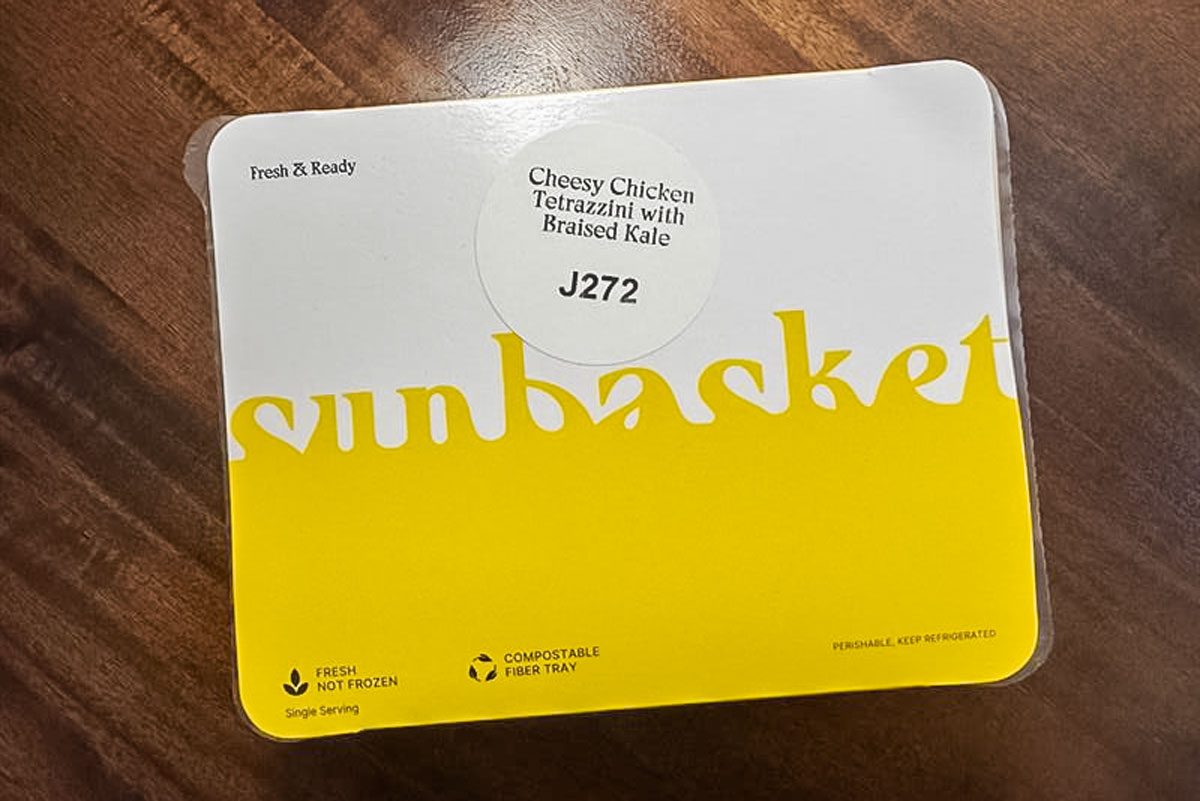 Fresh & Ready
Cheesy Chicken
Tetrazzini with
Braised Kale
J272
sunbasket
FRESH
NOT FROZEN
Single Serving
COMPOSTABLE
FIBER TRAY
PERISHABLE, KEEP REFRIGERATED